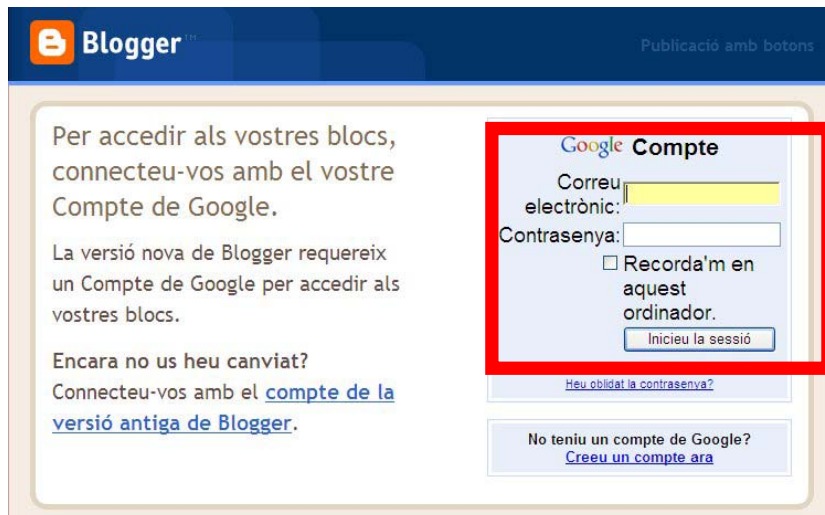 Blogger™
Publicació amb botons
Per accedir als vostres blocs,
connecteu-vos amb el vostre
Compte de Google.
La versió nova de Blogger requereix
un Compte de Google per accedir als
vostres blocs.
Encara no us heu canviat?
Connecteu-vos amb el compte de la
versió antiga de Blogger.
Google Compte
Correu
electrònic:
Contrasenya:
Recorda'm en
aquest
ordinador.
Inicieu la sessió
Heu oblidat la contrasenya?
No teniu un compte de Google?
Creeu un compte ara